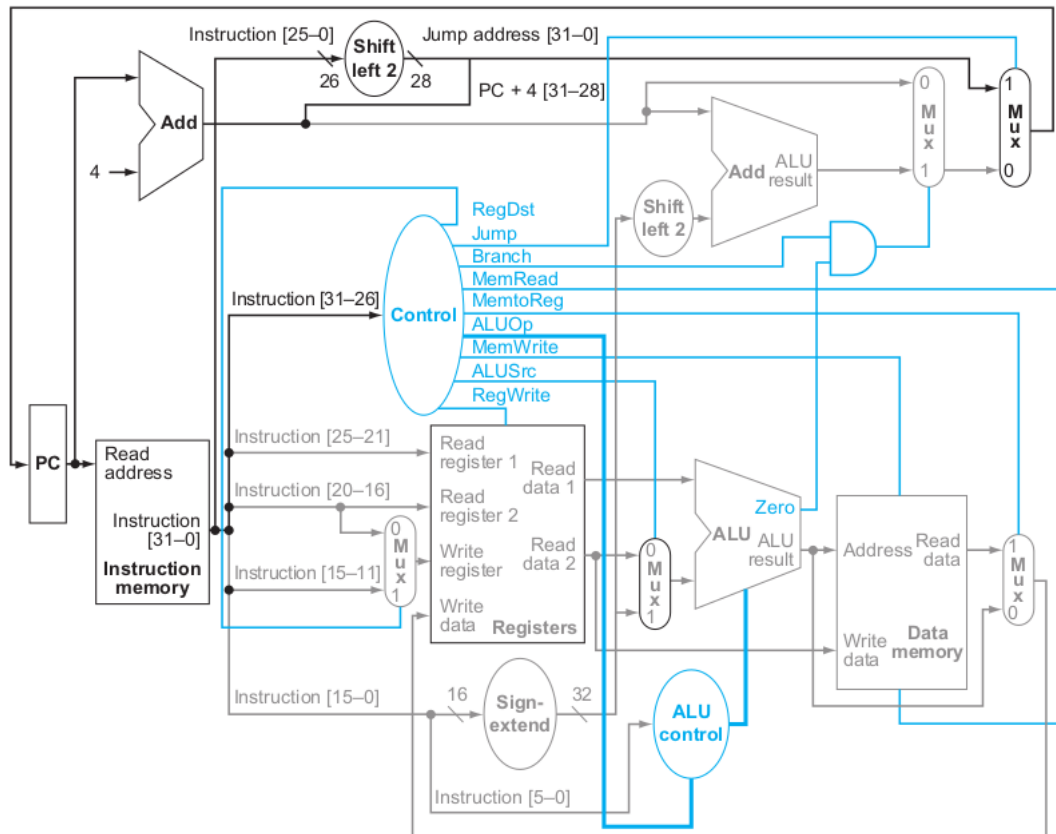 Instruction [25–0]
Shift
left 2
Jump address [31–0]
26
28
PC + 4 [31–28]
Add
4
0
M
u
x
1
1
M
u
x
0
Add
ALU
result
Shift
left 2
RegDst
Jump
Branch
MemRead
MemtoReg
ALUOp
MemWrite
ALUSrc
RegWrite
Instruction [31–26]
Control
PC
Read
address
Instruction
[31–0]
Instruction
memory
Instruction [25–21]
Instruction [20–16]
Instruction [15–11]
0
M
u
x
1
Read
register 1
Read
register 2
Write
register
Write
data
Read
data 1
Read
data 2
Registers
0
M
u
x
1
Zero
ALU
ALU
result
Address
Read
data
Write
data
Data
memory
1
M
u
x
0
Instruction [15–0]
16
Sign-
extend
32
ALU
control
Instruction [5–0]